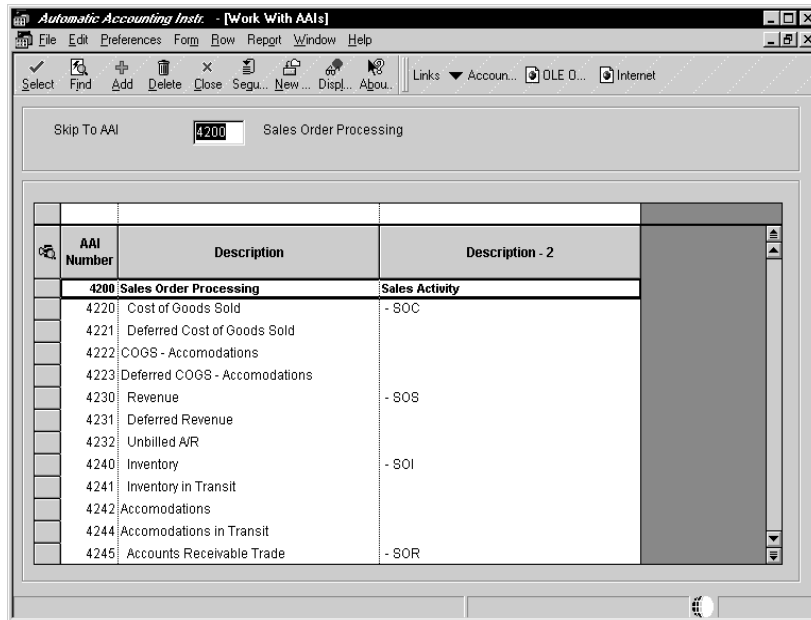 Automatic Accounting Instr. - [Work With AAIs]
File Edit Preferences Form Row Report Window Help
Select Find Add Delete Close Segu... New ... Displ... Abou.. Links Accoun... OLE O... Internet
Skip To AAI 4200 Sales Order Processing
AAI Number Description Description - 2
4200 Sales Order Processing Sales Activity
4220 Cost of Goods Sold - SOC
4221 Deferred Cost of Goods Sold
4222 COGS - Accomodations
4223 Deferred COGS - Accomodations
4230 Revenue - SOS
4231 Deferred Revenue
4232 Unbilled A/R
4240 Inventory - SOI
4241 Inventory in Transit
4242 Accomodations
4244 Accomodations in Transit
4245 Accounts Receivable Trade - SOR